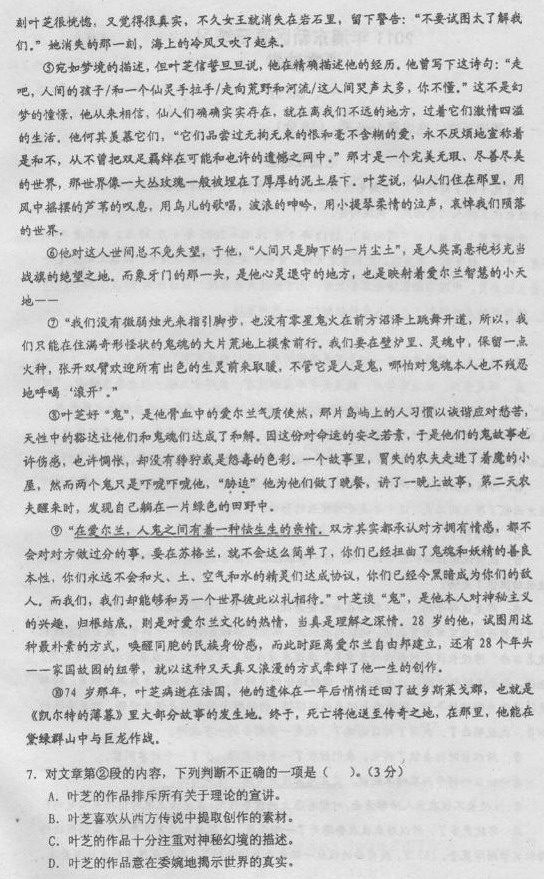 刻叶芝很恍惚，又觉得很真实，不久女王就消失在岩石里，留下警告：“不要试图太了解我
们。”她消失的那一刻，海上的冷风又吹了起来。
⑤宛如梦境的描述，但叶芝信誓旦旦说，他在精确描述他的经历。他曾写下这诗句：“走
吧，人间的孩子/和一个仙灵手拉手/走向荒野和河流/这人间哭声太多，你不懂。”这不是幻
梦的憧憬，他从来相信，仙人们确确实实存在，就在离我们不远的地方，过着它们激情四溢
的生活。他何其羡慕它们，“它们品尝过无拘无束的恨和毫不含糊的爱，永不厌烦地宣称着
是和不，从不曾把双足羁绊在可能和也许的遗憾之网中。”那才是一个完美无瑕、尽善尽美
的世界，那世界像一大丛玫瑰一般被埋在了厚厚的泥土层下。叶芝说，仙人们住在那里，用
风中摇摆的芦苇的叹息，用鸟儿的歌唱，波浪的呻吟，用小提琴柔情的泣声，哀悼我们陨落
的世界。
⑥他对这人世间总不免失望，于他，“人间只是脚下的一片尘土”，是人类高悬袍衫充当
战旗的绝望之地。而象牙门的那一头，是他心灵退守的地方，也是映射着爱尔兰智慧的小天
地——
⑦“我们没有微弱烛光来指引脚步，也没有零星鬼火在前方沼泽上跳舞开道，所以，我
们只能在住满奇形怪状的鬼魂的大片荒地上摸索前行。我们要在壁炉里、灵魂中，保留一点
火种，张开双臂欢迎所有出色的生灵前来取暖，不管它是人是鬼，哪怕对鬼魂本人也不残忍
地呼喝‘滚开’。”
⑧叶芝好“鬼”，是他骨血中的爱尔兰气质使然，那片岛屿上的人习惯以诙谐应对愁苦，
天性中的豁达让他们和鬼魂们达成了和解。因这份对命运的安之若素，于是他们的鬼故事也
许伤感，也许惆怅，却没有狰狞或是怨毒的色彩。一个故事里，冒失的农夫走进了着魔的小
屋，然而两个鬼只是吓唬吓唬他，“胁迫”他为他们做了晚餐，讲了一晚上故事，第二天农
夫醒来时，发现自己躺在一片绿色的田野中。
⑨“在爱尔兰，人鬼之间有着一种怯生生的亲情。双方其实都承认对方拥有情感，都不
会对对方做过分的事。要在苏格兰，就不会这么简单了，你们已经扭曲了鬼魂和妖精的善良
本性，你们永远不会和火、土、空气和水的精灵们达成协议，你们已经令黑暗成为你们的敌
人。而我们，我们却能够和另一个世界彼此以礼相待。”叶芝谈“鬼”，是他本人对神秘主义
的兴趣，归根结底，则是对爱尔兰文化的热情，当真是理解之深情。28 岁的他，试图用这
种最朴素的方式，唤醒同胞的民族身份感，而此时距离爱尔兰自由邦建立，还有 28 个年头
——家国故园的纽带，就以这种又天真又浪漫的方式牵绊了他一生的创作。
⑩74 岁那年，叶芝病逝在法国，他的遗体在一年后悄悄迁回了故乡斯莱戈郡，也就是
《凯尔特的薄暮》里大部分故事的发生地。终于，死亡将他送至传奇之地，在那里，他能在
黛绿群山中与巨龙作战。
7．对文章第②段的内容，下列判断不正确的一项是（　　）。（3 分）
A．叶芝的作品排斥所有关于理论的宣讲。
B．叶芝喜欢从西方传说中提取创作的素材。
C．叶芝的作品十分注重对神秘幻境的描述。
D．叶芝的作品意在委婉地揭示世界的真实。